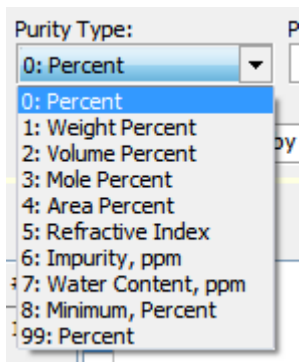 Purity Type:
P
0: Percent
0: Percent
1: Weight Percent
2: Volume Percent
by
3: Mole Percent
4: Area Percent
5: Refractive Index
6: Impurity, ppm
7: Water Content, ppm
8: Minimum, Percent
99: Percent